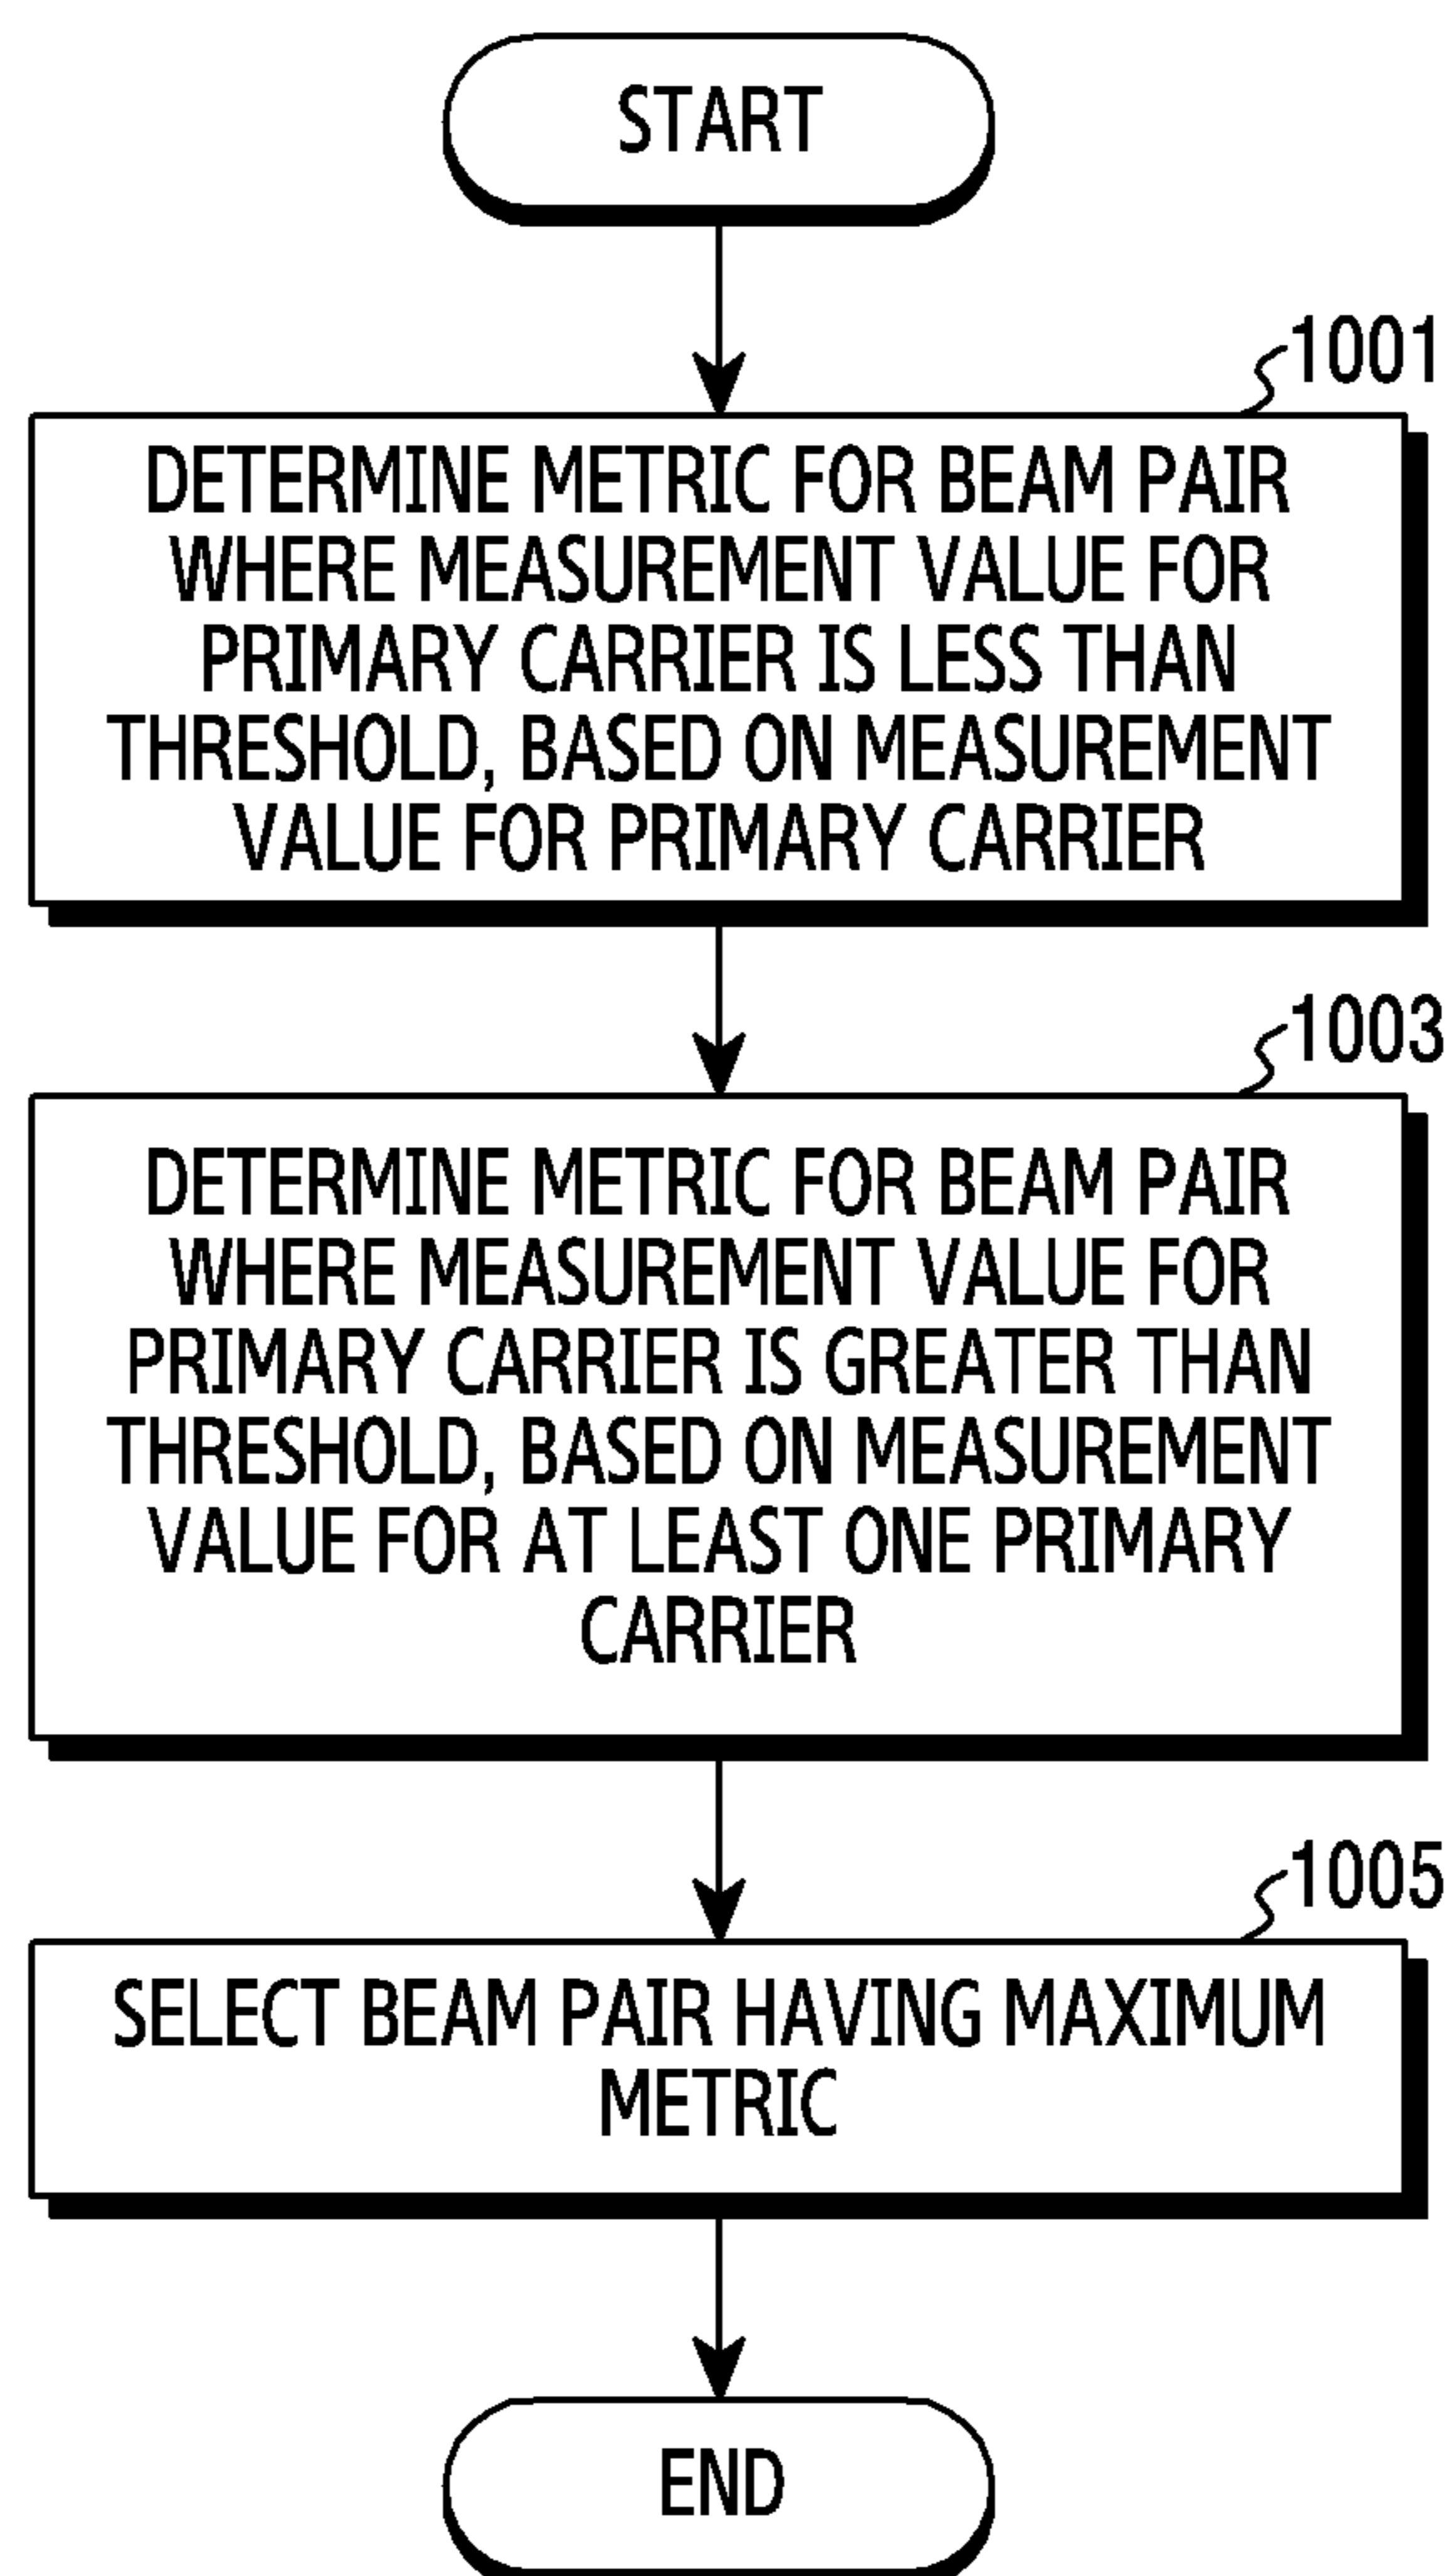 START
1001
DETERMINE METRIC FOR BEAM PAIR
WHERE MEASUREMENT VALUE FOR
PRIMARY CARRIER IS LESS THAN
THRESHOLD, BASED ON MEASUREMENT
VALUE FOR PRIMARY CARRIER
1003
DETERMINE METRIC FOR BEAM PAIR
WHERE MEASUREMENT VALUE FOR
PRIMARY CARRIER IS GREATER THAN
THRESHOLD, BASED ON MEASUREMENT
VALUE FOR AT LEAST ONE PRIMARY
CARRIER
1005
SELECT BEAM PAIR HAVING MAXIMUM
METRIC
END